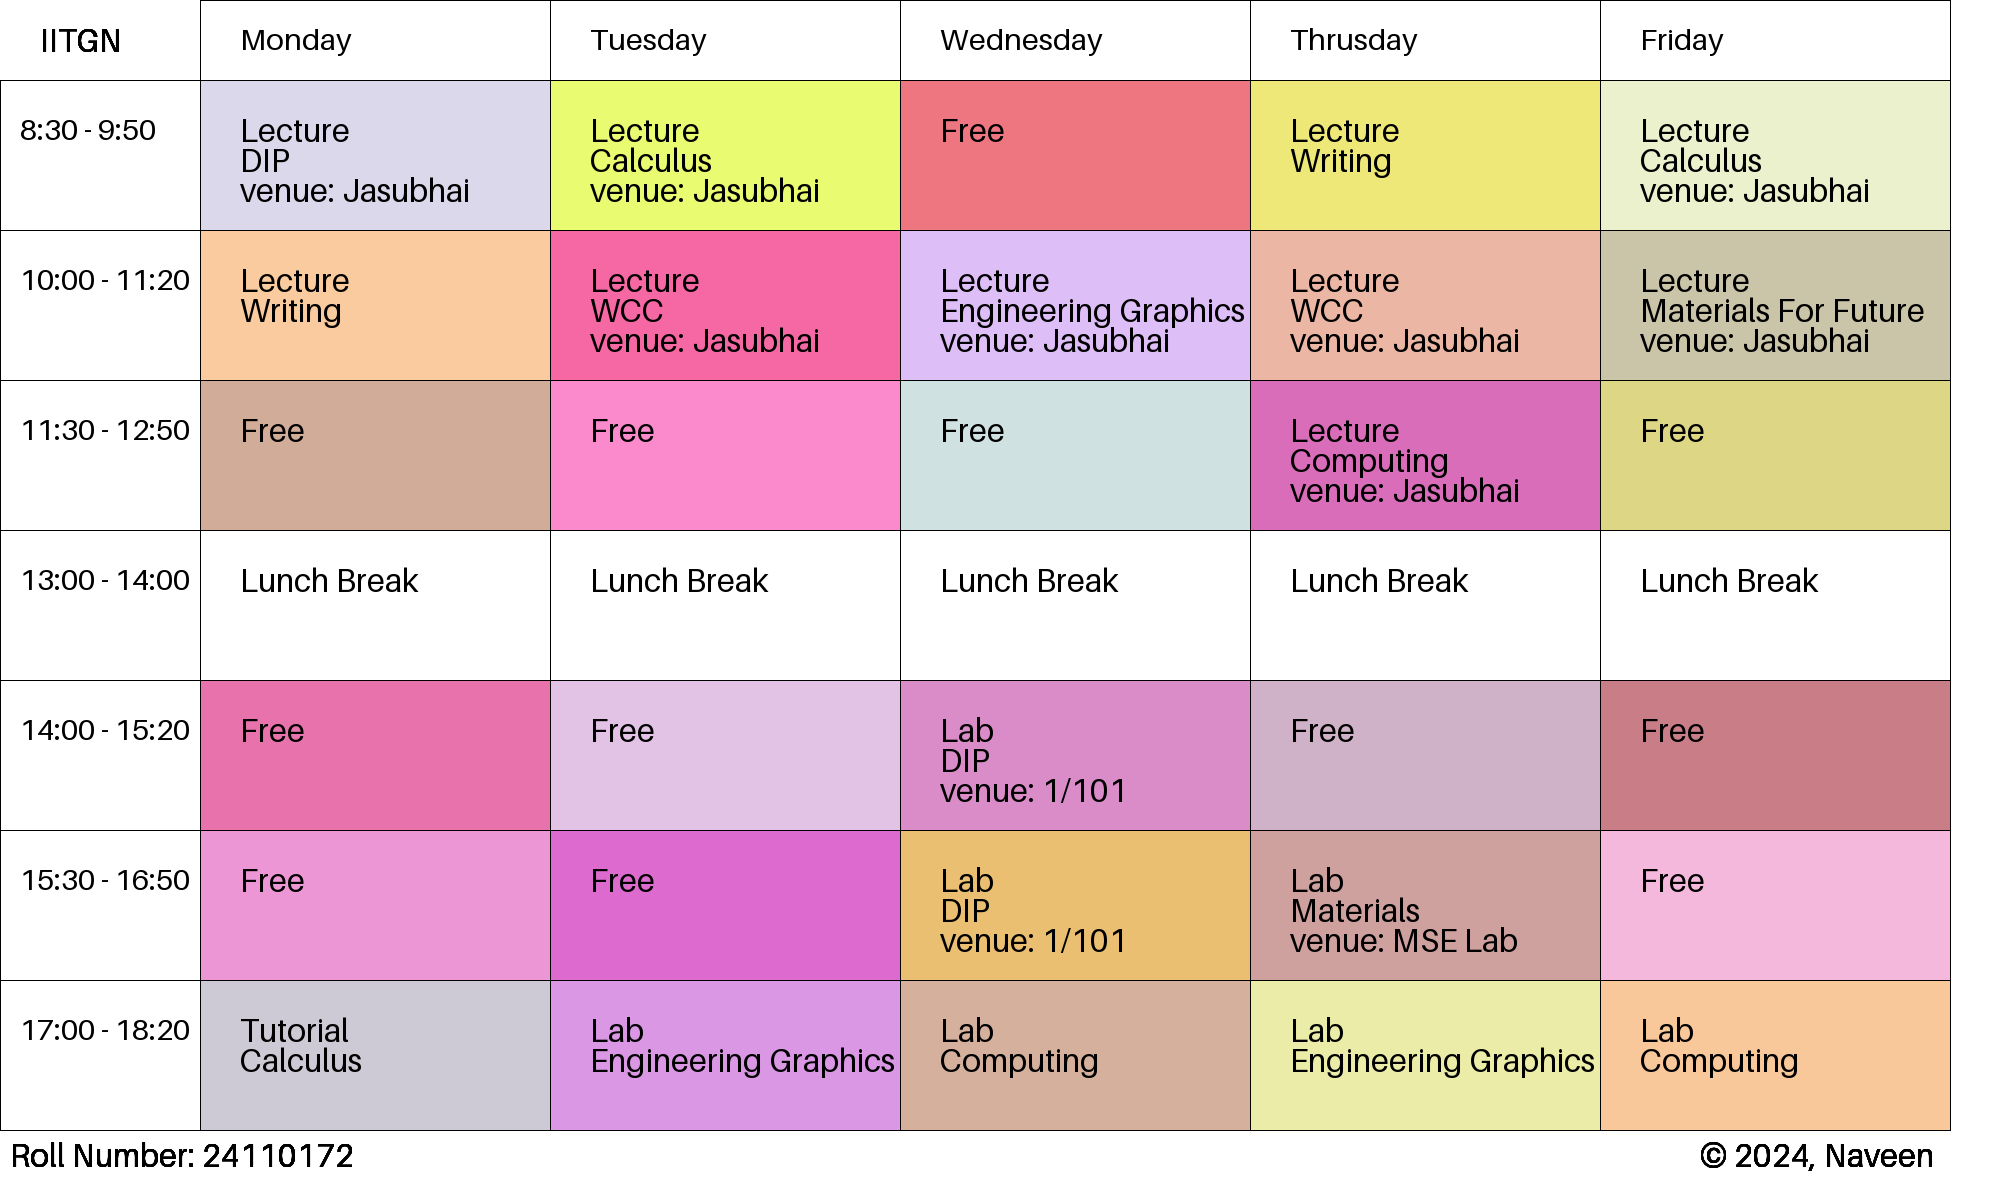 IITGN Monday Tuesday Wednesday Thrusday Friday
8:30 - 9:50
Lecture
DIP
venue: Jasubhai
Lecture
Calculus
venue: Jasubhai
Free
Lecture
Writing
Lecture
Calculus
venue: Jasubhai
10:00 - 11:20
Lecture
Writing
Lecture
WCC
venue: Jasubhai
Lecture
Engineering Graphics
venue: Jasubhai
Lecture
WCC
venue: Jasubhai
Lecture
Materials For Future
venue: Jasubhai
11:30 - 12:50
Free
Free
Free
Lecture
Computing
venue: Jasubhai
Free
13:00 - 14:00
Lunch Break
Lunch Break
Lunch Break
Lunch Break
Lunch Break
14:00 - 15:20
Free
Free
Lab
DIP
venue: 1/101
Free
Free
15:30 - 16:50
Free
Free
Lab
DIP
venue: 1/101
Lab
Materials
venue: MSE Lab
Free
17:00 - 18:20
Tutorial
Calculus
Lab
Engineering Graphics
Lab
Computing
Lab
Engineering Graphics
Lab
Computing
Roll Number: 24110172
© 2024, Naveen